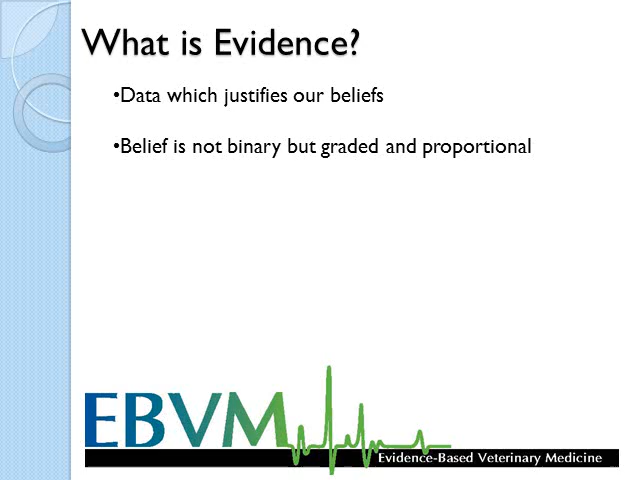 What is Evidence?
•Data which justifies our beliefs
•Belief is not binary but graded and proportional
EBVM
Evidence-Based Veterinary Medicine